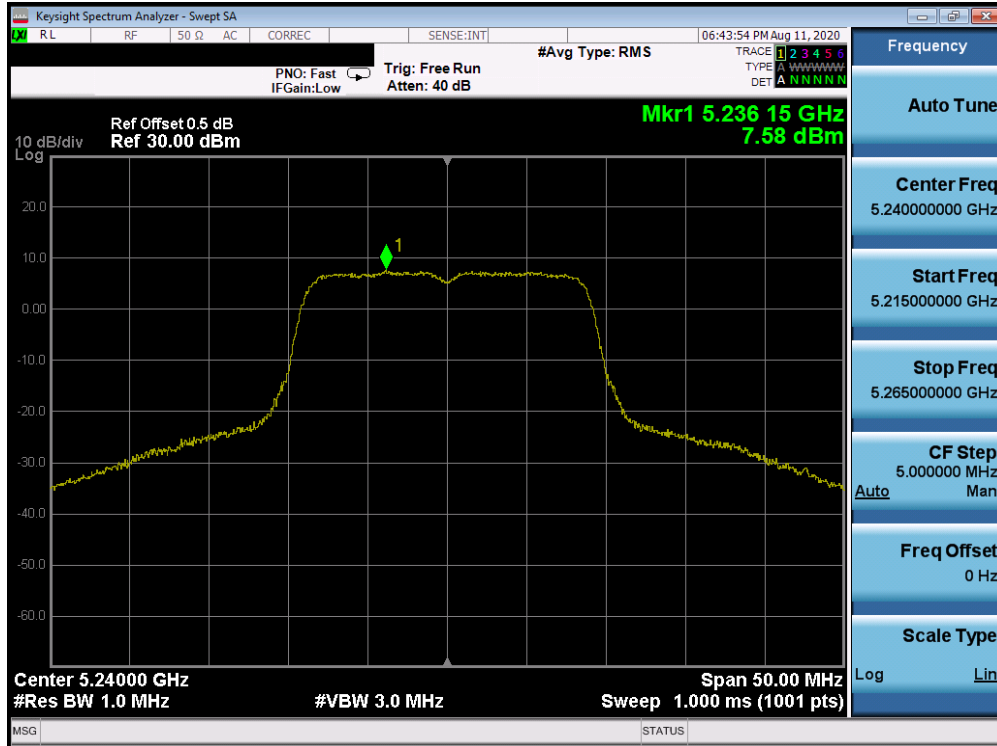 Keysight Spectrum Analyzer - Swept SA
LXI RL RF 50 Ω AC CORREC SENSE:INT 06:43:54 PM Aug 11, 2020
#Avg Type: RMS
TRACE 1 2 3 4 5 6
PNO: Fast Trig: Free Run
TYPE A WWWWW
IFGain:Low Atten: 40 dB
DET A N N N N N
Mkr1 5.236 15 GHz
7.58 dBm
Ref Offset 0.5 dB
10 dB/div Ref 30.00 dBm
Log
1
20.0
10.0
0.00
-10.0
-20.0
-30.0
-40.0
-50.0
-60.0
Center 5.24000 GHz Span 50.00 MHz
#Res BW 1.0 MHz #VBW 3.0 MHz Sweep 1.000 ms (1001 pts)
MSG STATUS
Frequency
Auto Tune
Center Freq
5.240000000 GHz
Start Freq
5.215000000 GHz
Stop Freq
5.265000000 GHz
CF Step
5.000000 MHz
Auto Man
Freq Offset
0 Hz
Scale Type
Log Lin